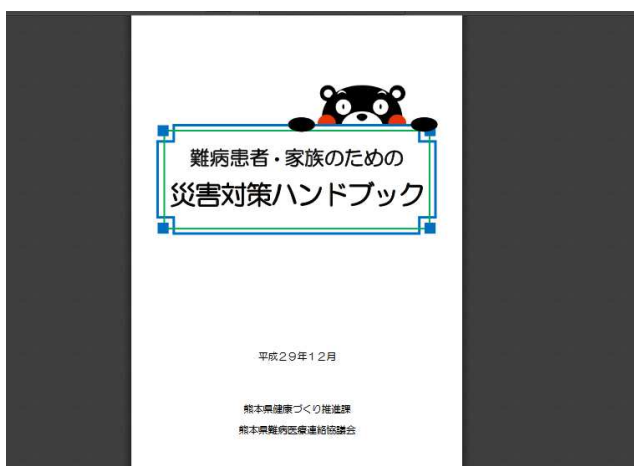 難病患者・家族のための
災害対策ハンドブック
平成29年12月
熊本県健康づくり推進課
熊本県難病医療連絡協議会